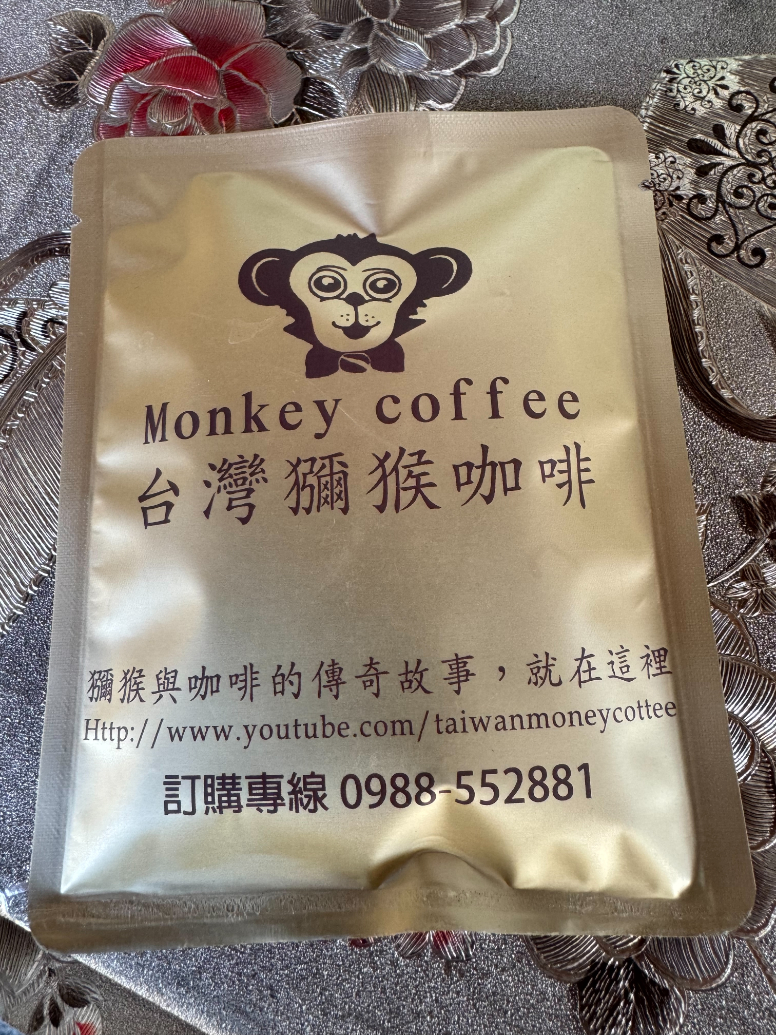 Monkey coffee
台灣獼猴咖啡
獼猴與咖啡的傳奇故事，就在這裡
Http://www.youtube.com/taiwanmoneycottee
訂購專線 0988-552881